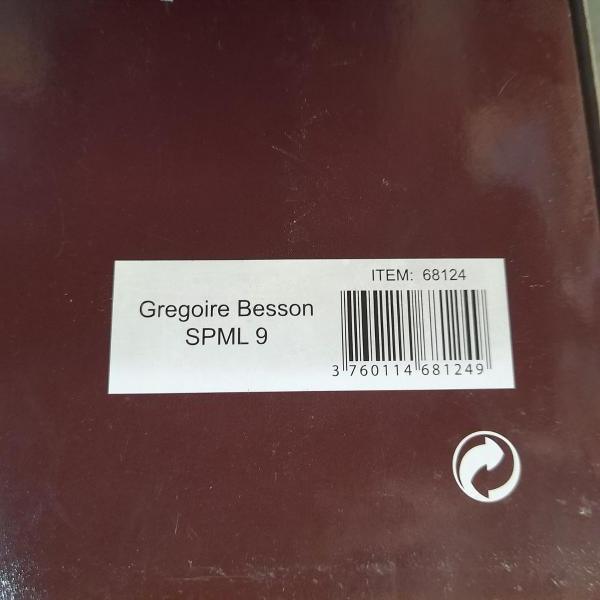 ITEM: 68124
Gregoire Besson
SPML 9
3 760114 681249